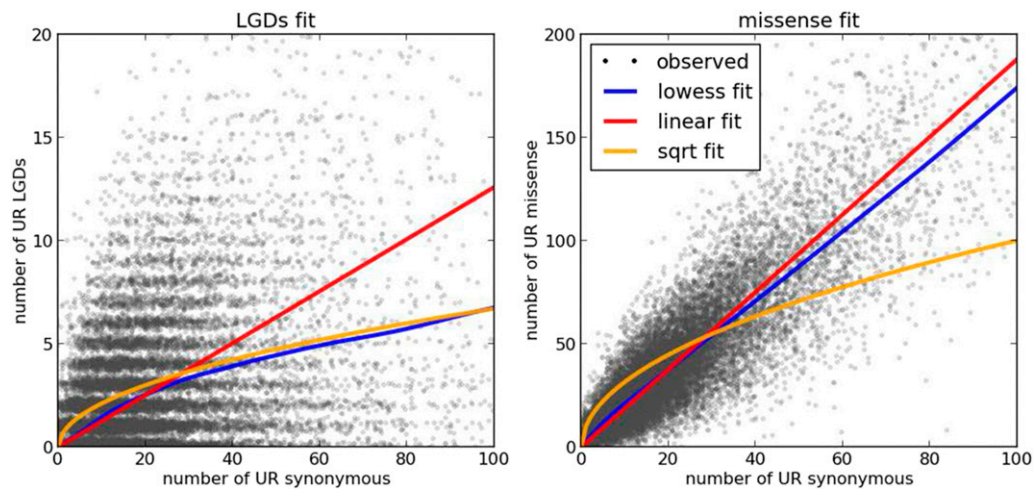 LGDs fit
20
15
10
5
0
number of UR LGDs
0 20 40 60 80 100
number of UR synonymous
missense fit
200
150
100
50
0
number of UR missense
observed
lowess fit
linear fit
sqrt fit
0 20 40 60 80 100
number of UR synonymous